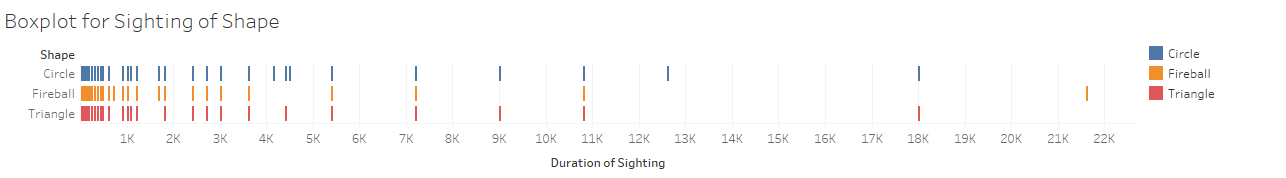 Boxplot for Sighting of Shape
Shape
Circle
Fireball
Triangle
1K 2K 3K 4K 5K 6K 7K 8K 9K 10K 11K 12K 13K 14K 15K 16K 17K 18K 19K 20K 21K 22K
Duration of Sighting
Circle
Fireball
Triangle